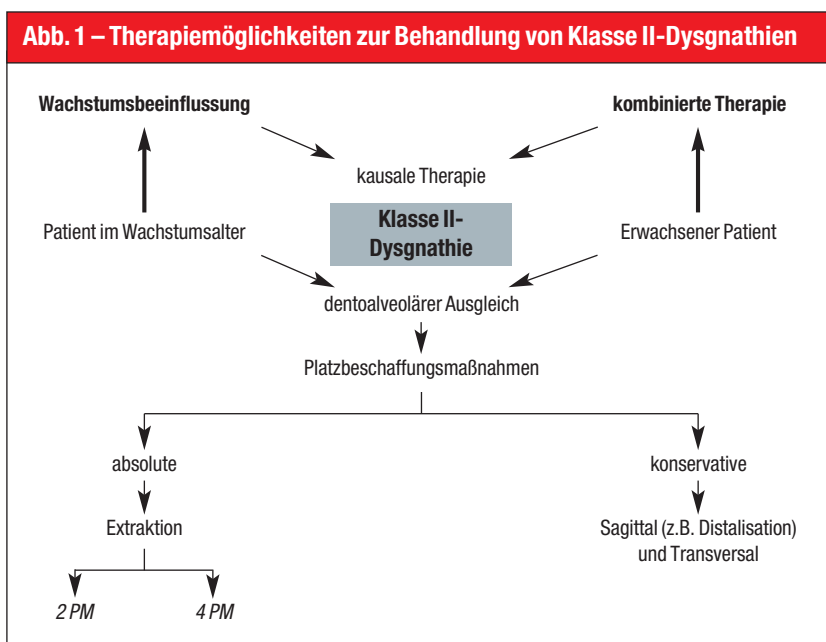 Abb. 1 – Therapiemöglichkeiten zur Behandlung von Klasse II-Dysgnathien
Wachstumsbeeinflussung
kombinierte Therapie
kausale Therapie
Patient im Wachstumsalter
Klasse II-
Dysgnathie
Erwachsener Patient
dentoalveolärer Ausgleich
Platzbeschaffungsmaßnahmen
absolute
konservative
Extraktion
Sagittal (z.B. Distalisation)
und Transversal
2 PM
4 PM